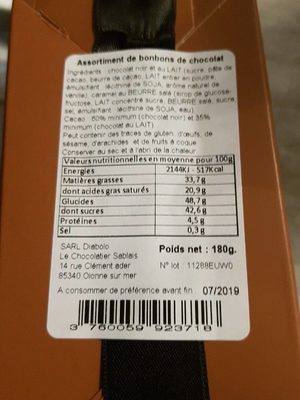 Assortiment de bonbons de chocolat
Ingrédients : chocolat noir et au LAIT (sucre, pâte de
cacao, beurre de cacao, LAIT entier en poudre,
émulsifiant : lécithine de SOJA, arôme naturel de
vanille), caramel au BEURRE salé (sirop de glucose-
fructose, LAIT concentré sucré, BEURRE salé, sucre,
sel, émulsifiant : lécithine de SOJA, eau)
Cacao : 60% minimum (chocolat noir) et 35%
minimum (chocolat au LAIT)
Peut contenir des traces de gluten, d'œufs, de
sésame, d'arachides et de fruits à coque
Conserver au sec et à l'abri de la chaleur
Valeurs nutritionnelles en moyenne pour 100g
Energies 2144KJ - 517Kcal
Matières grasses 33,7g
dont acides gras saturés 20,9 g
Glucides 48,7 g
dont sucres 42,6 g
Protéines 4,5 g
Sel 0,3 g
SARL Diabolo
Le Chocolatier Sablais
14 rue Clément ader
85340 Olonne sur mer
Poids net : 180g.
N° lot : 11288EUW0
A consommer de préférence avant fin : 07/2019
3 760059 923718